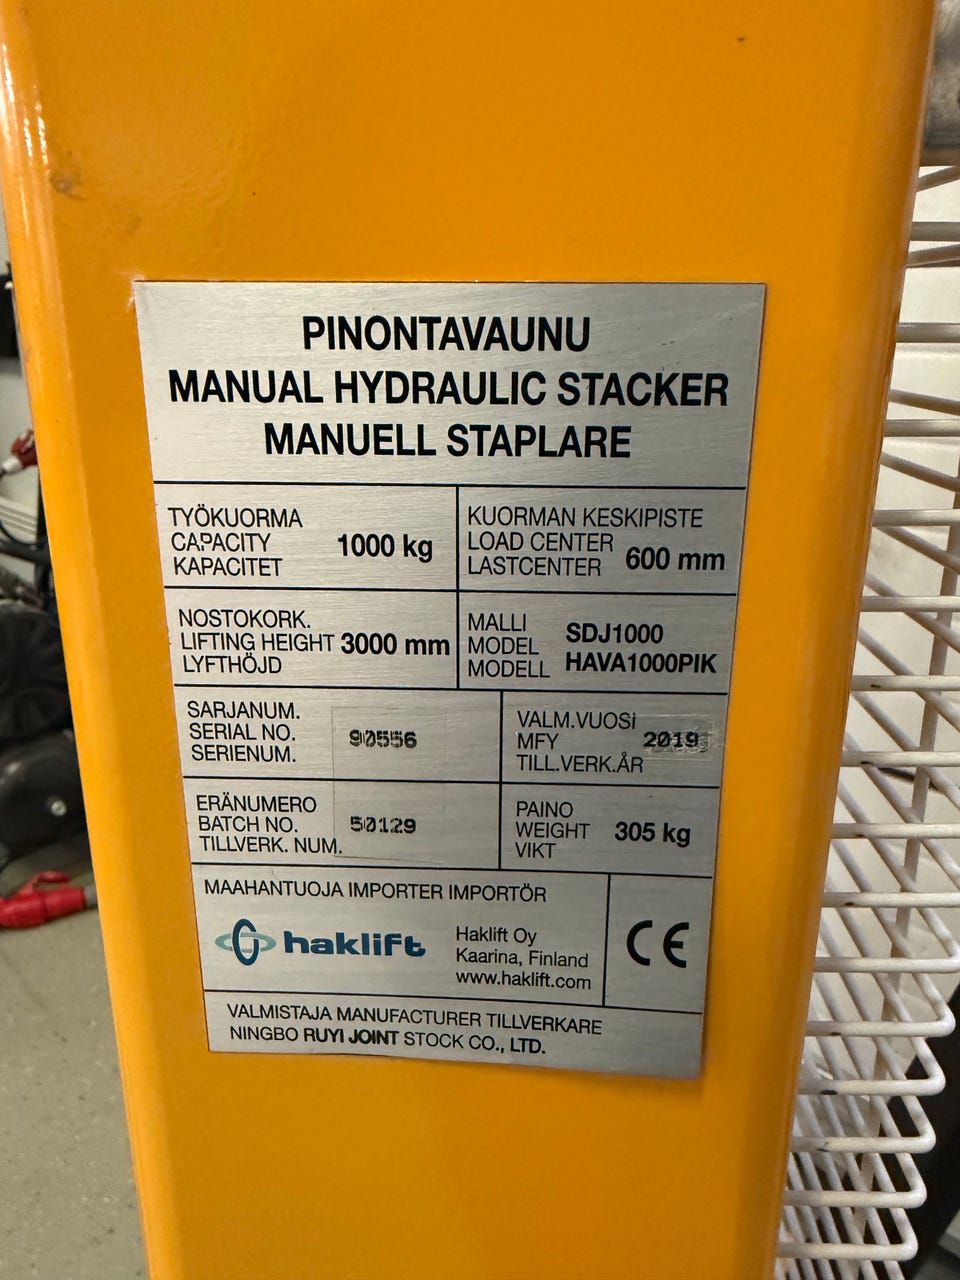 PINONTAVAUNU
MANUAL HYDRAULIC STACKER
MANUELL STAPLARE
TYÖKUORMA
CAPACITY
KAPACITET
1000 kg
KUORMAN KESKIPISTE
LOAD CENTER
LASTCENTER
600 mm
NOSTOKORK.
LIFTING HEIGHT
LYFTHÖJD
3000 mm
MALLI
MODEL
MODELL
SDJ1000
HAVA1000PIK
SARJANUM.
SERIAL NO.
SERIENUM.
90556
VALM.VUOSI
MFY
TILL.VERK.ÅR
2019
ERÄNUMERO
BATCH NO.
TILLVERK. NUM.
50129
PAINO
WEIGHT
VIKT
305 kg
MAAHANTUOJA IMPORTER IMPORTÖR
haklift
Haklift Oy
Kaarina, Finland
www.haklift.com
CE
VALMISTAJA MANUFACTURER TILLVERKARE
NINGBO RUYI JOINT STOCK CO., LTD.